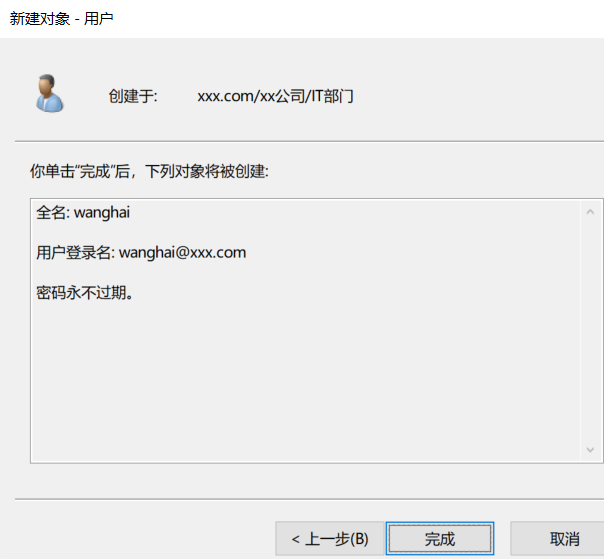 新建对象 - 用户
创建于: xxx.com/xx公司/IT部门
你单击“完成”后，下列对象将被创建:
全名: wanghai
用户登录名: wanghai@xxx.com
密码永不过期。
< 上一步(B) 完成 取消